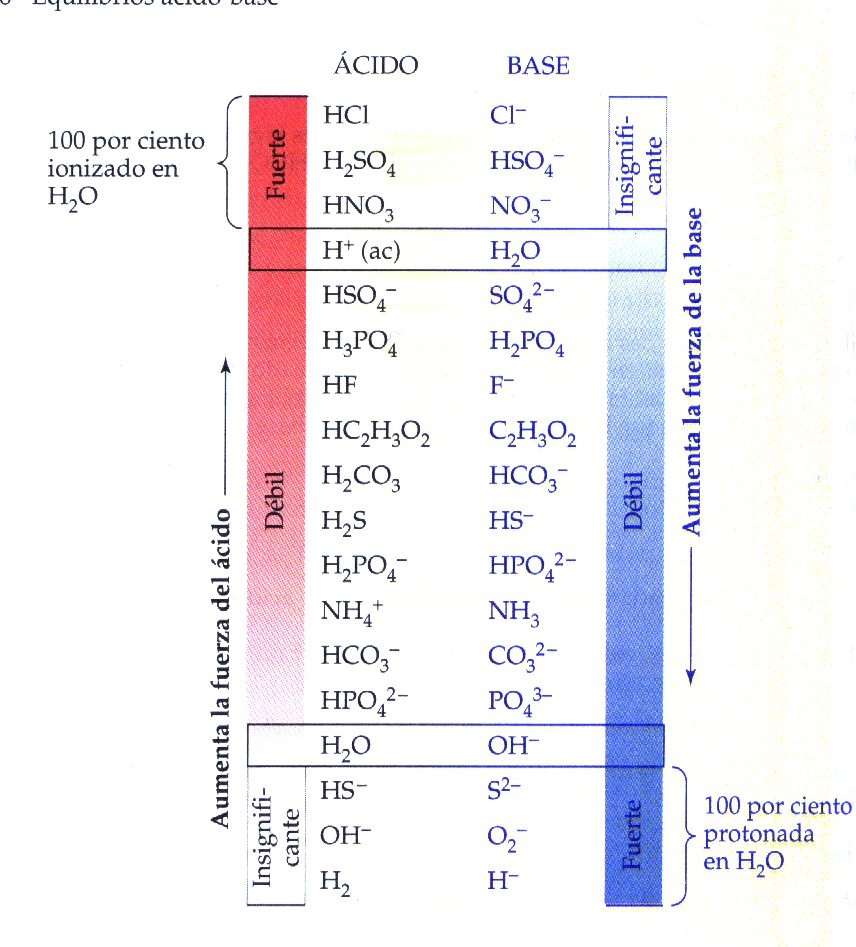 Equilibrios ácido-base
ÁCIDO BASE
100 por ciento
ionizado en
H₂O
Fuerte
Insignifi-
cante
HCl Cl⁻
H₂SO₄ HSO₄⁻
HNO₃ NO₃⁻
H⁺ (ac) H₂O
HSO₄⁻ SO₄²⁻
H₃PO₄ H₂PO₄
HF F⁻
HC₂H₃O₂ C₂H₃O₂
H₂CO₃ HCO₃⁻
H₂S HS⁻
H₂PO₄⁻ HPO₄²⁻
NH₄⁺ NH₃
HCO₃⁻ CO₃²⁻
HPO₄²⁻ PO₄³⁻
H₂O OH⁻
HS⁻ S²⁻
OH⁻ O₂⁻
H₂ H⁻
Débil
Débil
Aumenta la fuerza del ácido
Aumenta la fuerza de la base
Insignifi-
cante
Fuerte
100 por ciento
protonada
en H₂O